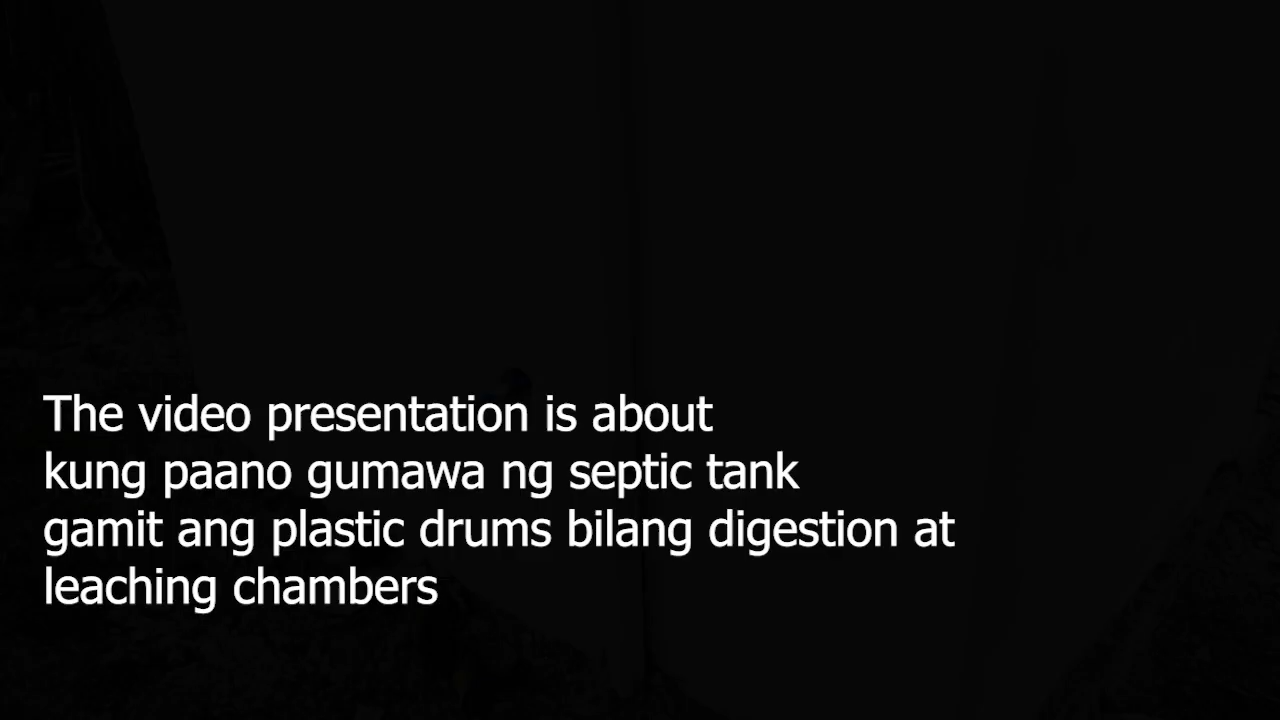 The video presentation is about
kung paano gumawa ng septic tank
gamit ang plastic drums bilang digestion at
leaching chambers